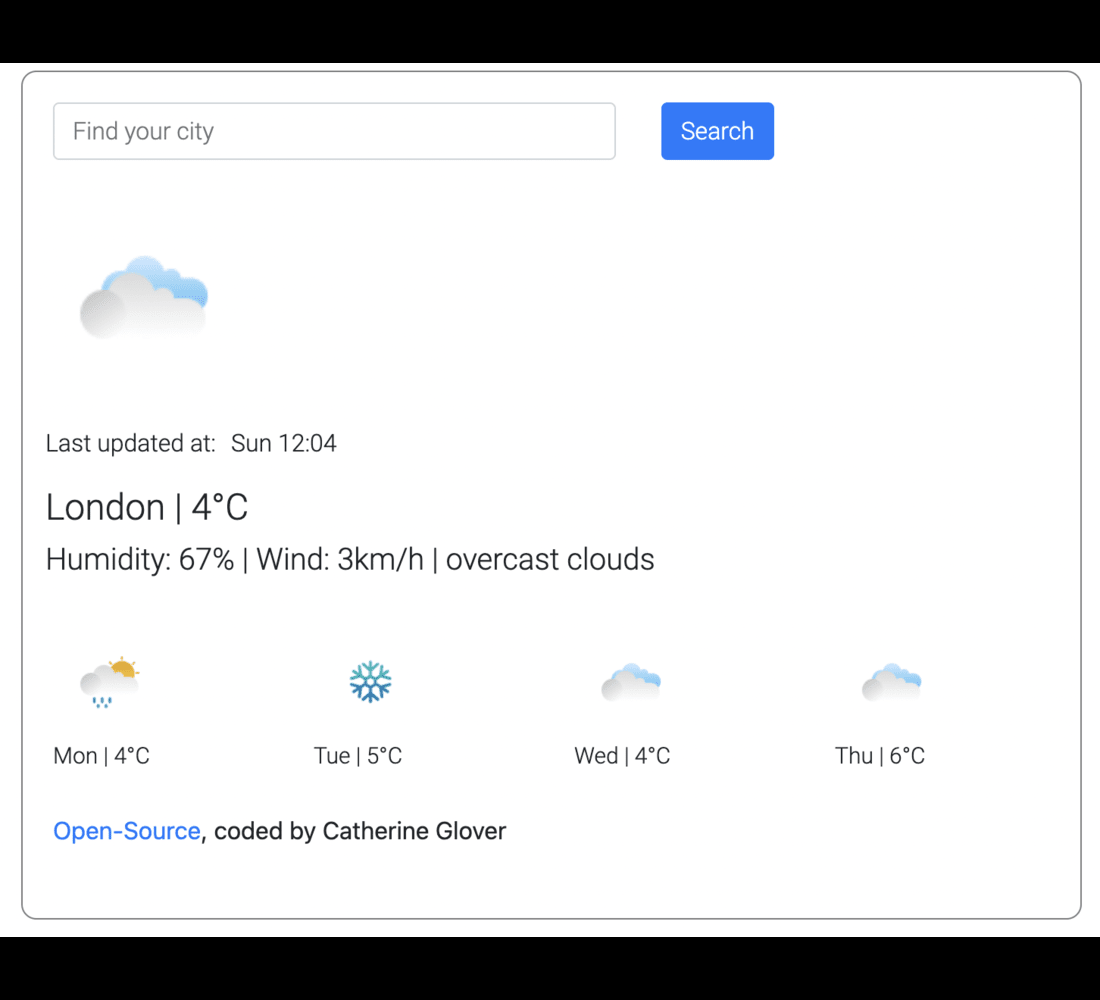 Find your city Search
Last updated at: Sun 12:04
London | 4°C
Humidity: 67% | Wind: 3km/h | overcast clouds
Mon | 4°C Tue | 5°C Wed | 4°C Thu | 6°C
Open-Source, coded by Catherine Glover